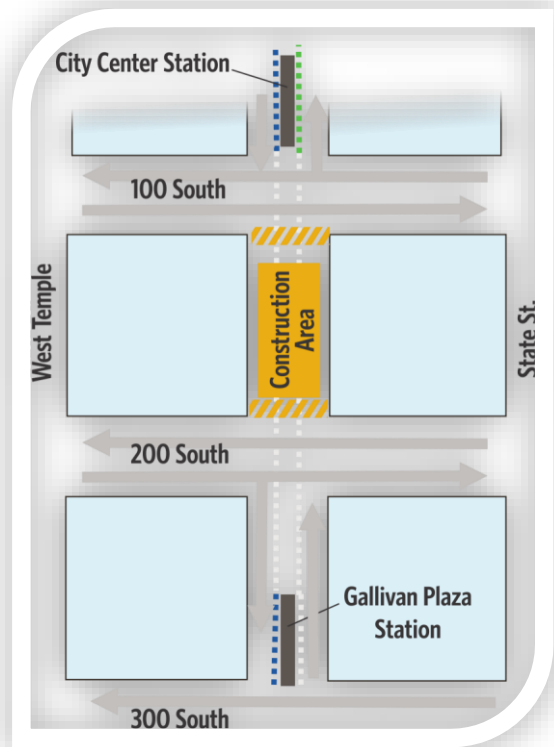 City Center Station
100 South
West Temple
Construction
Area
State St.
200 South
Gallivan Plaza
Station
300 South